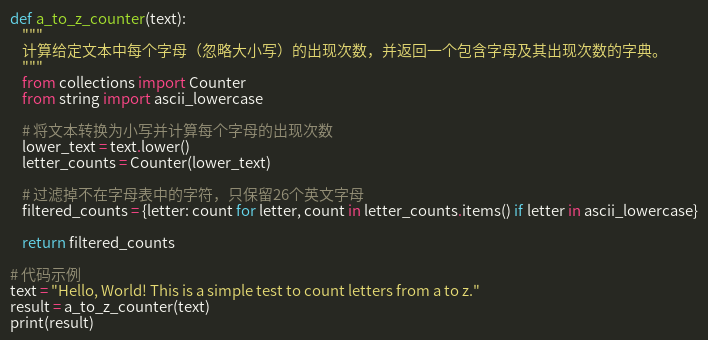 def a_to_z_counter(text):
    """
    计算给定文本中每个字母（忽略大小写）的出现次数，并返回一个包含字母及其出现次数的字典。
    """
    from collections import Counter
    from string import ascii_lowercase

    # 将文本转换为小写并计算每个字母的出现次数
    lower_text = text.lower()
    letter_counts = Counter(lower_text)

    # 过滤掉不在字母表中的字符，只保留26个英文字母
    filtered_counts = {letter: count for letter, count in letter_counts.items() if letter in ascii_lowercase}

    return filtered_counts

# 代码示例
text = "Hello, World! This is a simple test to count letters from a to z."
result = a_to_z_counter(text)
print(result)